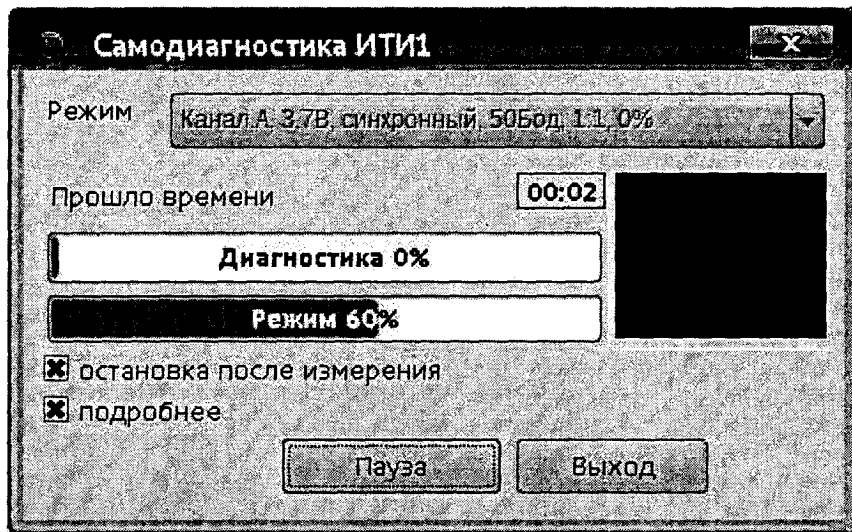 Самодиагностика ИТИ1
Режим
Канал А, 3,7В, синхронный, 50Бод, 1:1, 0%
Прошло времени
00:02
Диагностика 0%
Режим 60%
остановка после измерения
подробнее
Пауза
Выход